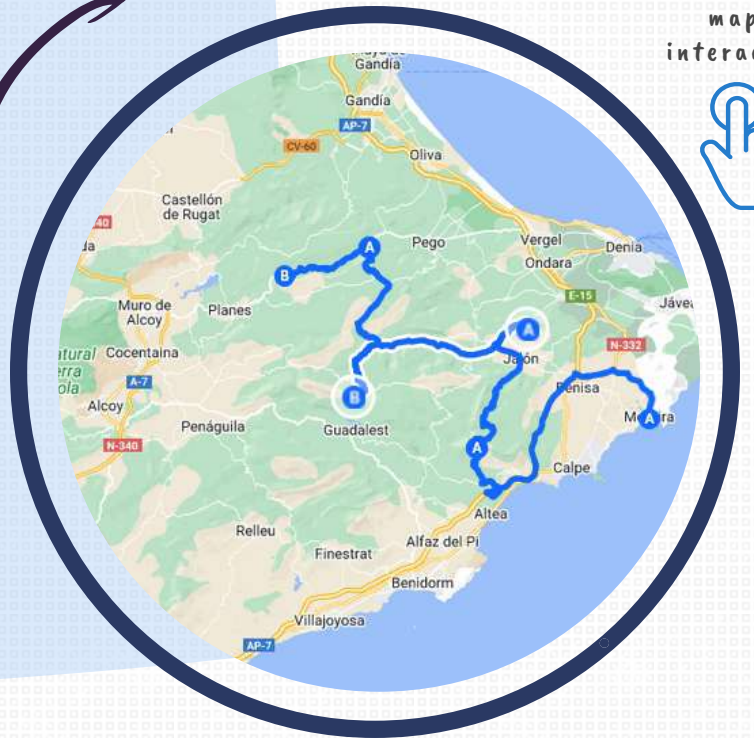 map
interac
Gandía
Gandía
AP-7
CV-60
Oliva
Castellón
de Rugat
A
Pego
Vergel
Denia
Ondara
B
E-15
Muro de
Alcoy
Planes
A
N-332
Jalón
Cocentaina
A-7
B
Benisa
Alcoy
Penáguila
Guadalest
A
A
N-340
Calpe
Altea
Relleu
Finestrat
Alfaz del Pi
Benidorm
Villajoyosa
AP-7